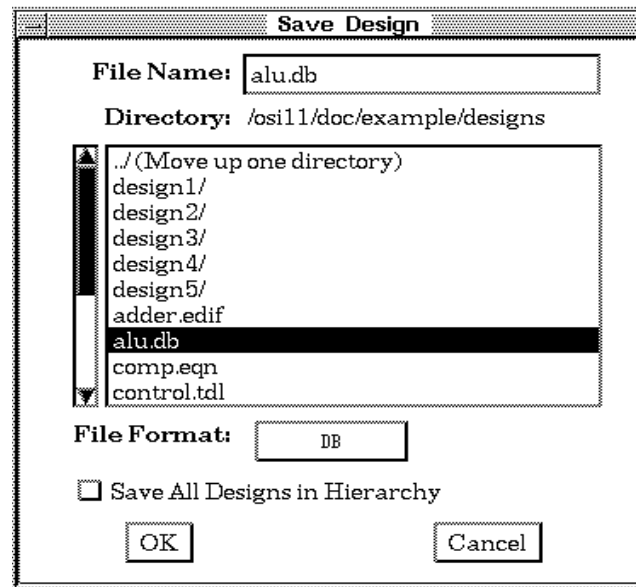 Save Design
File Name: alu.db
Directory: /osi11/doc/example/designs
../ (Move up one directory)
design1/
design2/
design3/
design4/
design5/
adder.edif
alu.db
comp.eqn
control.tdl
File Format: DB
Save All Designs in Hierarchy
OK Cancel